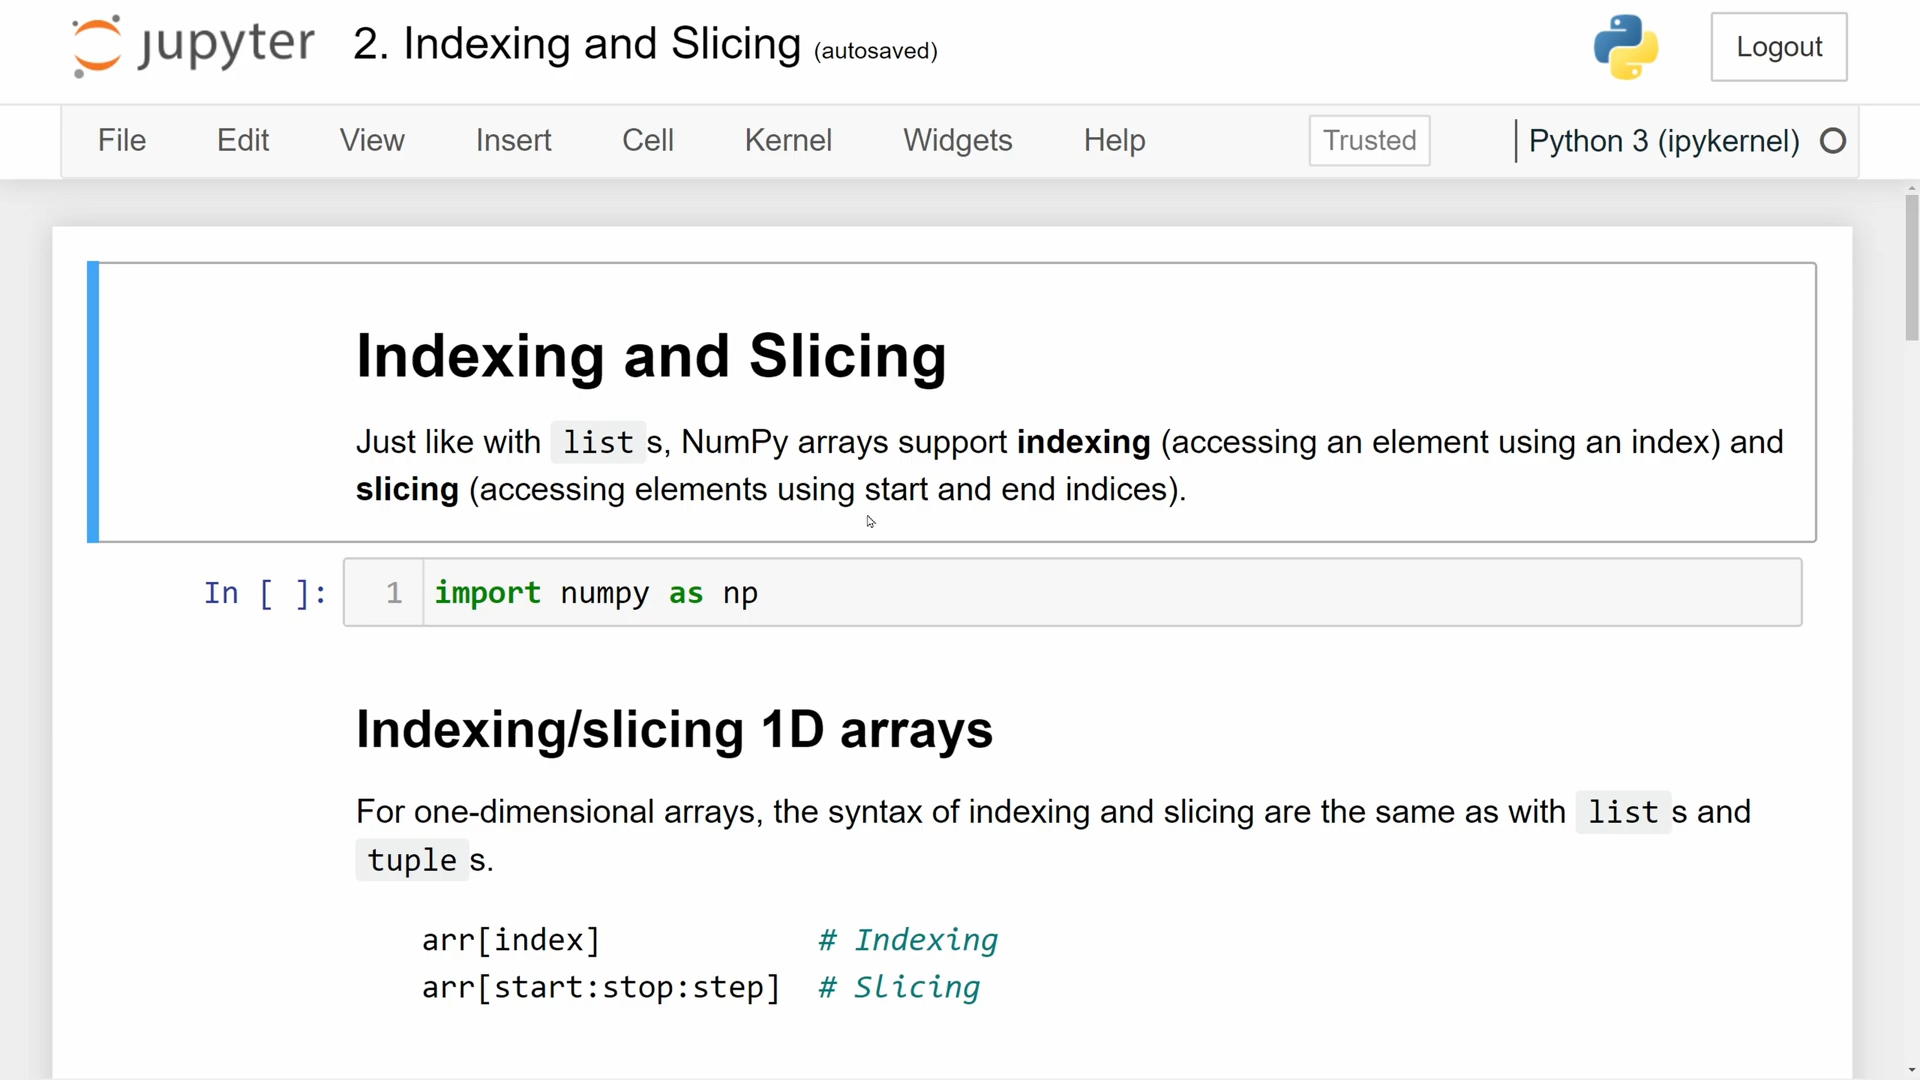 jupyter 2. Indexing and Slicing (autosaved) Logout
File Edit View Insert Cell Kernel Widgets Help Trusted Python 3 (ipykernel)
Indexing and Slicing
Just like with list s, NumPy arrays support indexing (accessing an element using an index) and
slicing (accessing elements using start and end indices).
In [ ]: 1 import numpy as np
Indexing/slicing 1D arrays
For one-dimensional arrays, the syntax of indexing and slicing are the same as with list s and
tuple s.
arr[index] # Indexing
arr[start:stop:step] # Slicing